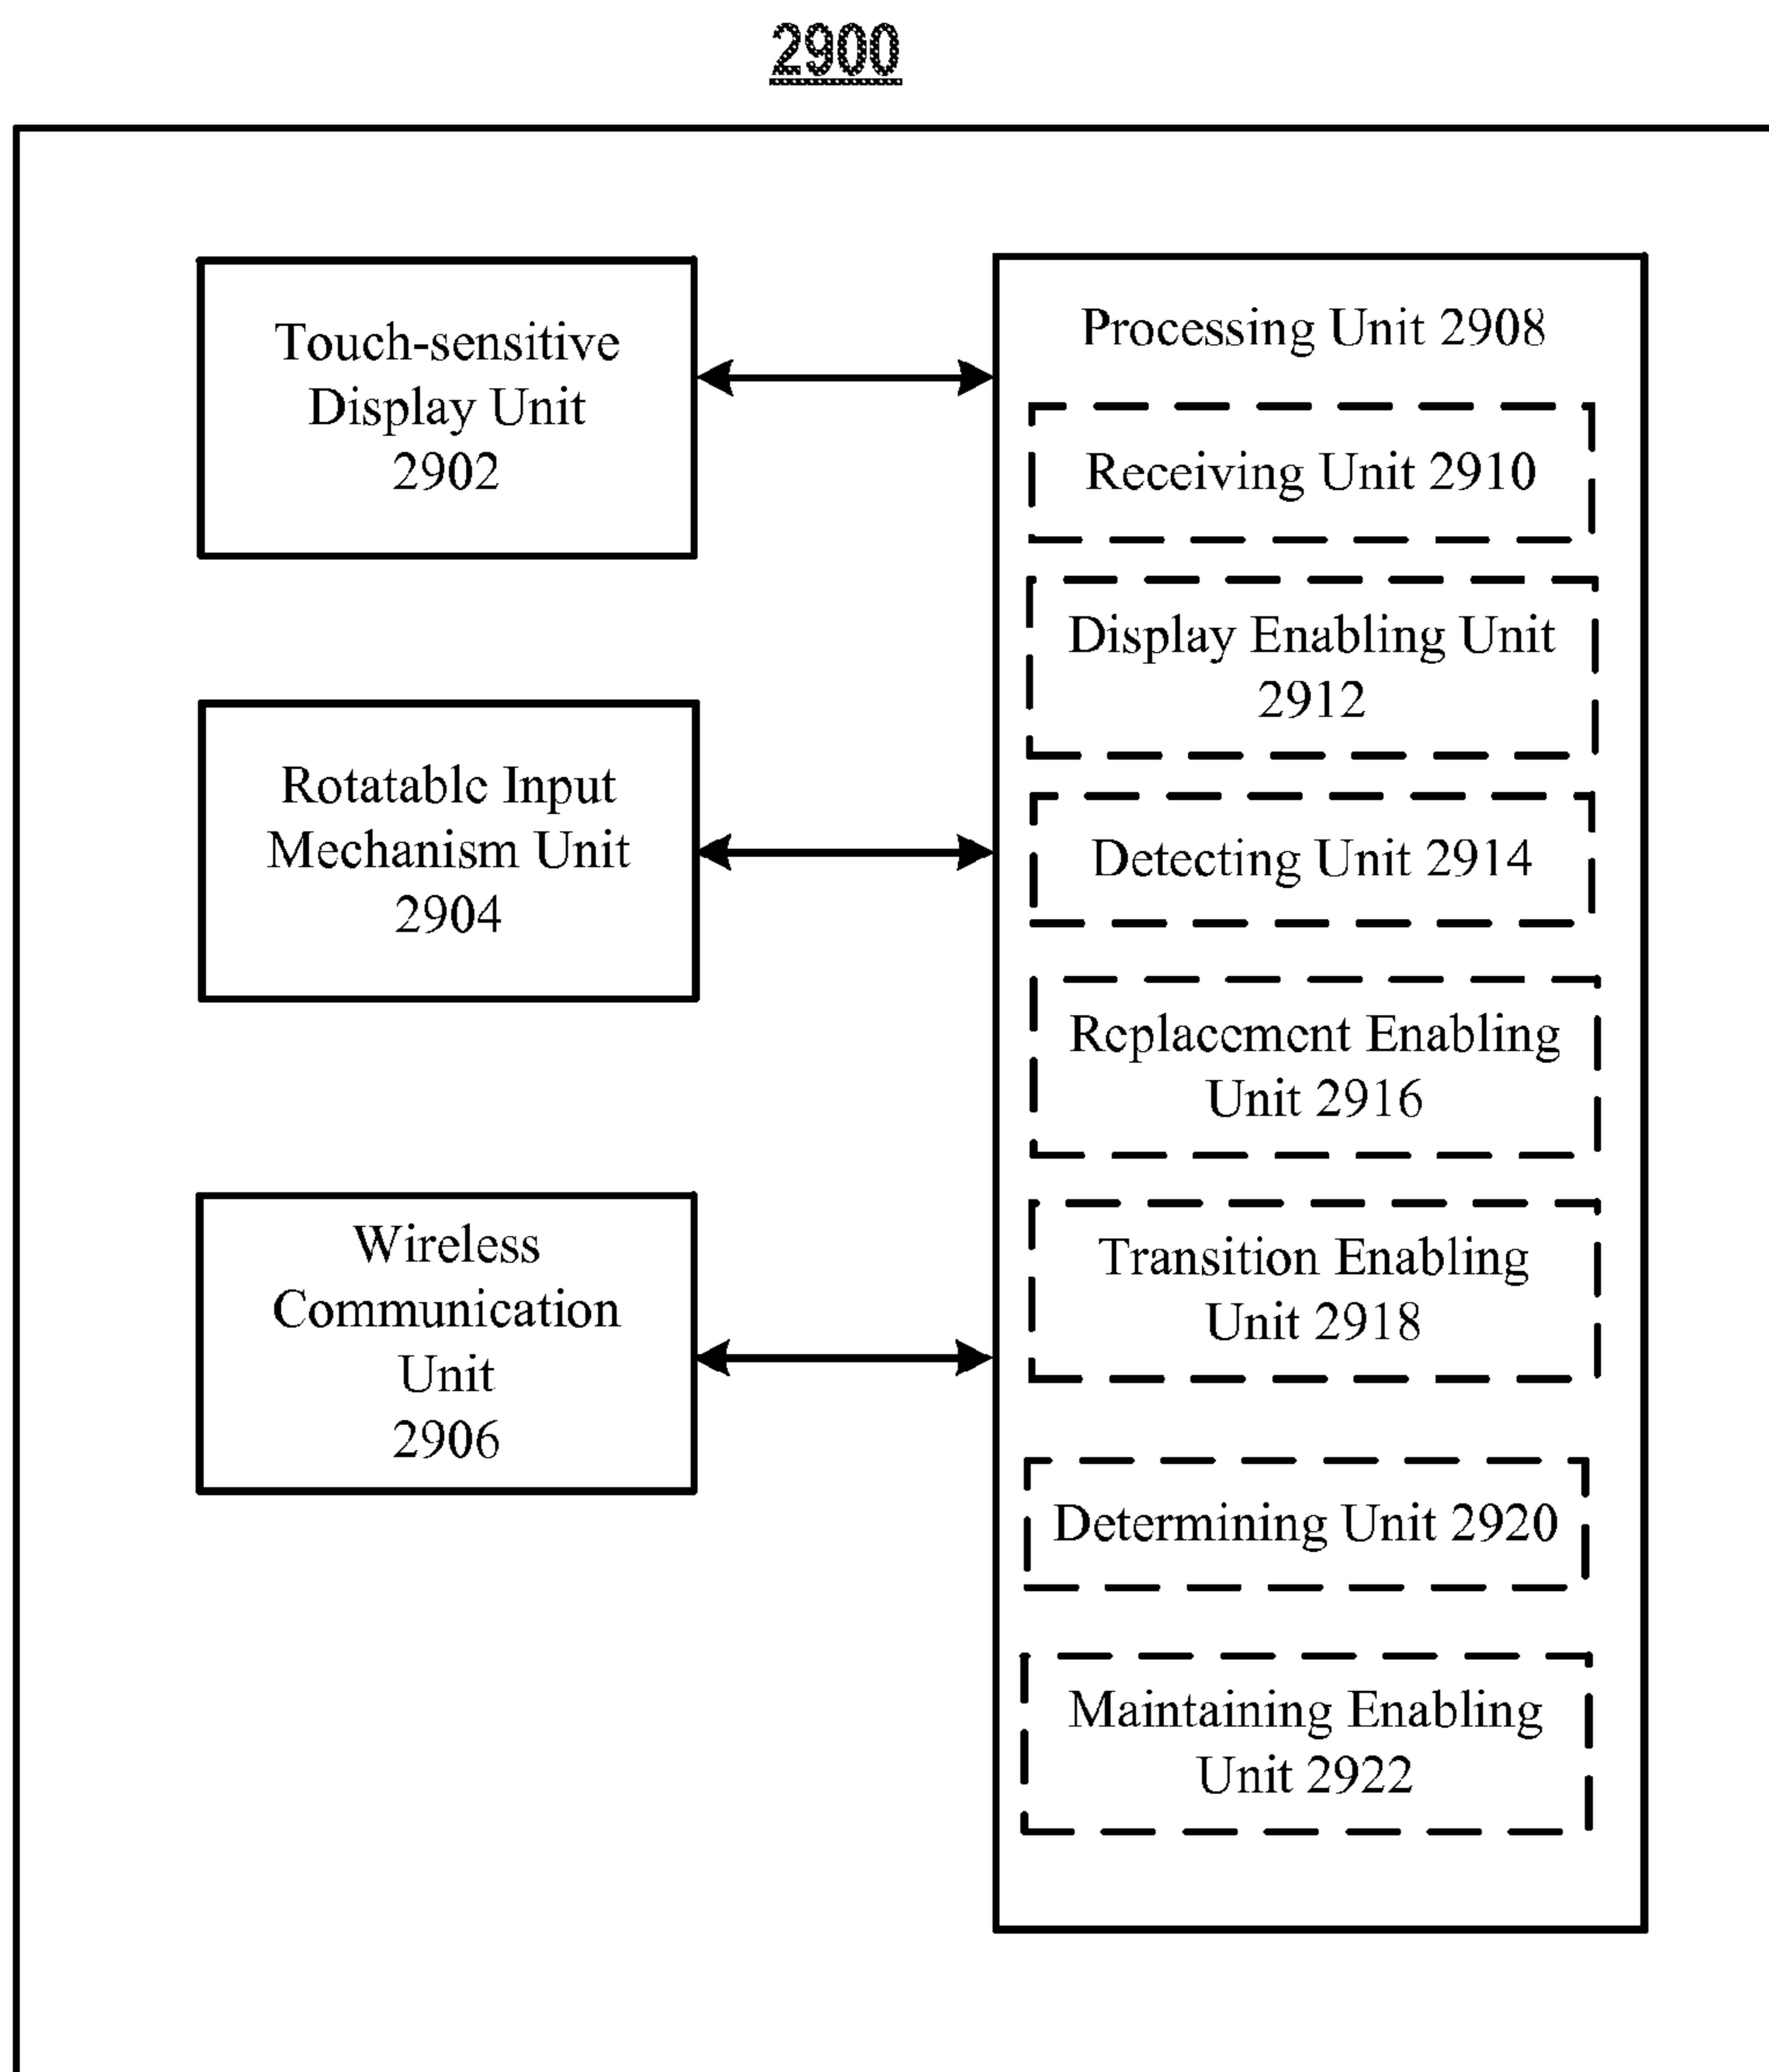 2900
Touch-sensitive
Display Unit
2902
Rotatable Input
Mechanism Unit
2904
Wireless
Communication
Unit
2906
Processing Unit 2908
Receiving Unit 2910
Display Enabling Unit
2912
Detecting Unit 2914
Replacement Enabling
Unit 2916
Transition Enabling
Unit 2918
Determining Unit 2920
Maintaining Enabling
Unit 2922